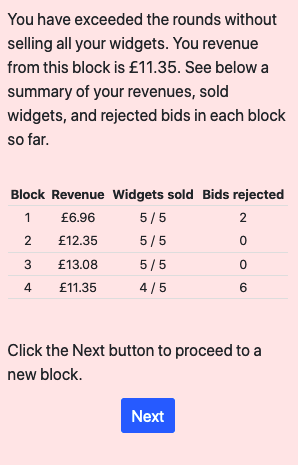 You have exceeded the rounds without
selling all your widgets. You revenue
from this block is £11.35. See below a
summary of your revenues, sold
widgets, and rejected bids in each block
so far.
Block Revenue Widgets sold Bids rejected
1 £6.96 5 / 5 2
2 £12.35 5 / 5 0
3 £13.08 5 / 5 0
4 £11.35 4 / 5 6
Click the Next button to proceed to a
new block.
Next